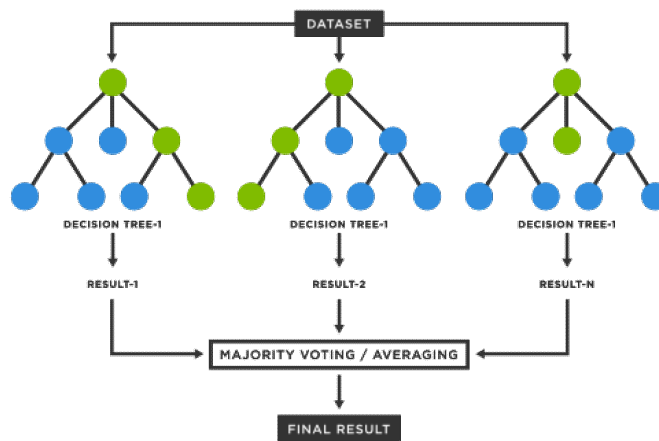 DATASET
DECISION TREE-1 DECISION TREE-1 DECISION TREE-1
RESULT-1 RESULT-2 RESULT-N
MAJORITY VOTING / AVERAGING
FINAL RESULT